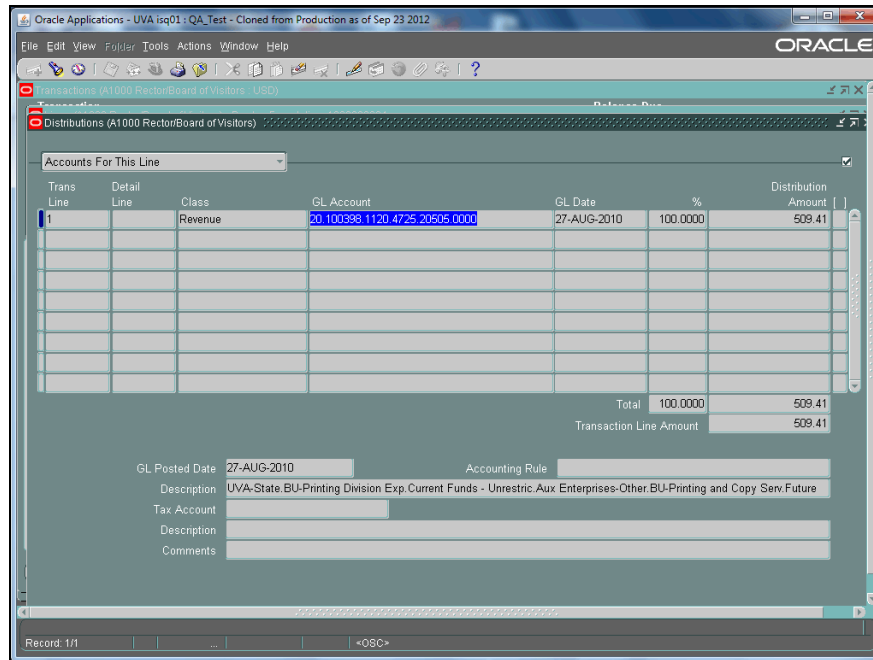 Oracle Applications - UVA isq01 : QA_Test - Cloned from Production as of Sep 23 2012
File Edit View Folder Tools Actions Window Help
ORACLE
Transactions (A1000 Rector/Board of Visitors : USD)
Distributions (A1000 Rector/Board of Visitors)
Accounts For This Line
Trans Detail Distribution
Line Line Class GL Account GL Date % Amount [ ]
1 Revenue 20.100398.1120.4725.20505.0000 27-AUG-2010 100.0000 509.41
Total 100.0000 509.41
Transaction Line Amount 509.41
GL Posted Date 27-AUG-2010 Accounting Rule
Description UVA-State.BU-Printing Division Exp.Current Funds - Unrestric.Aux Enterprises-Other.BU-Printing and Copy Serv.Future
Tax Account
Description
Comments
Record: 1/1 ... <OSC>